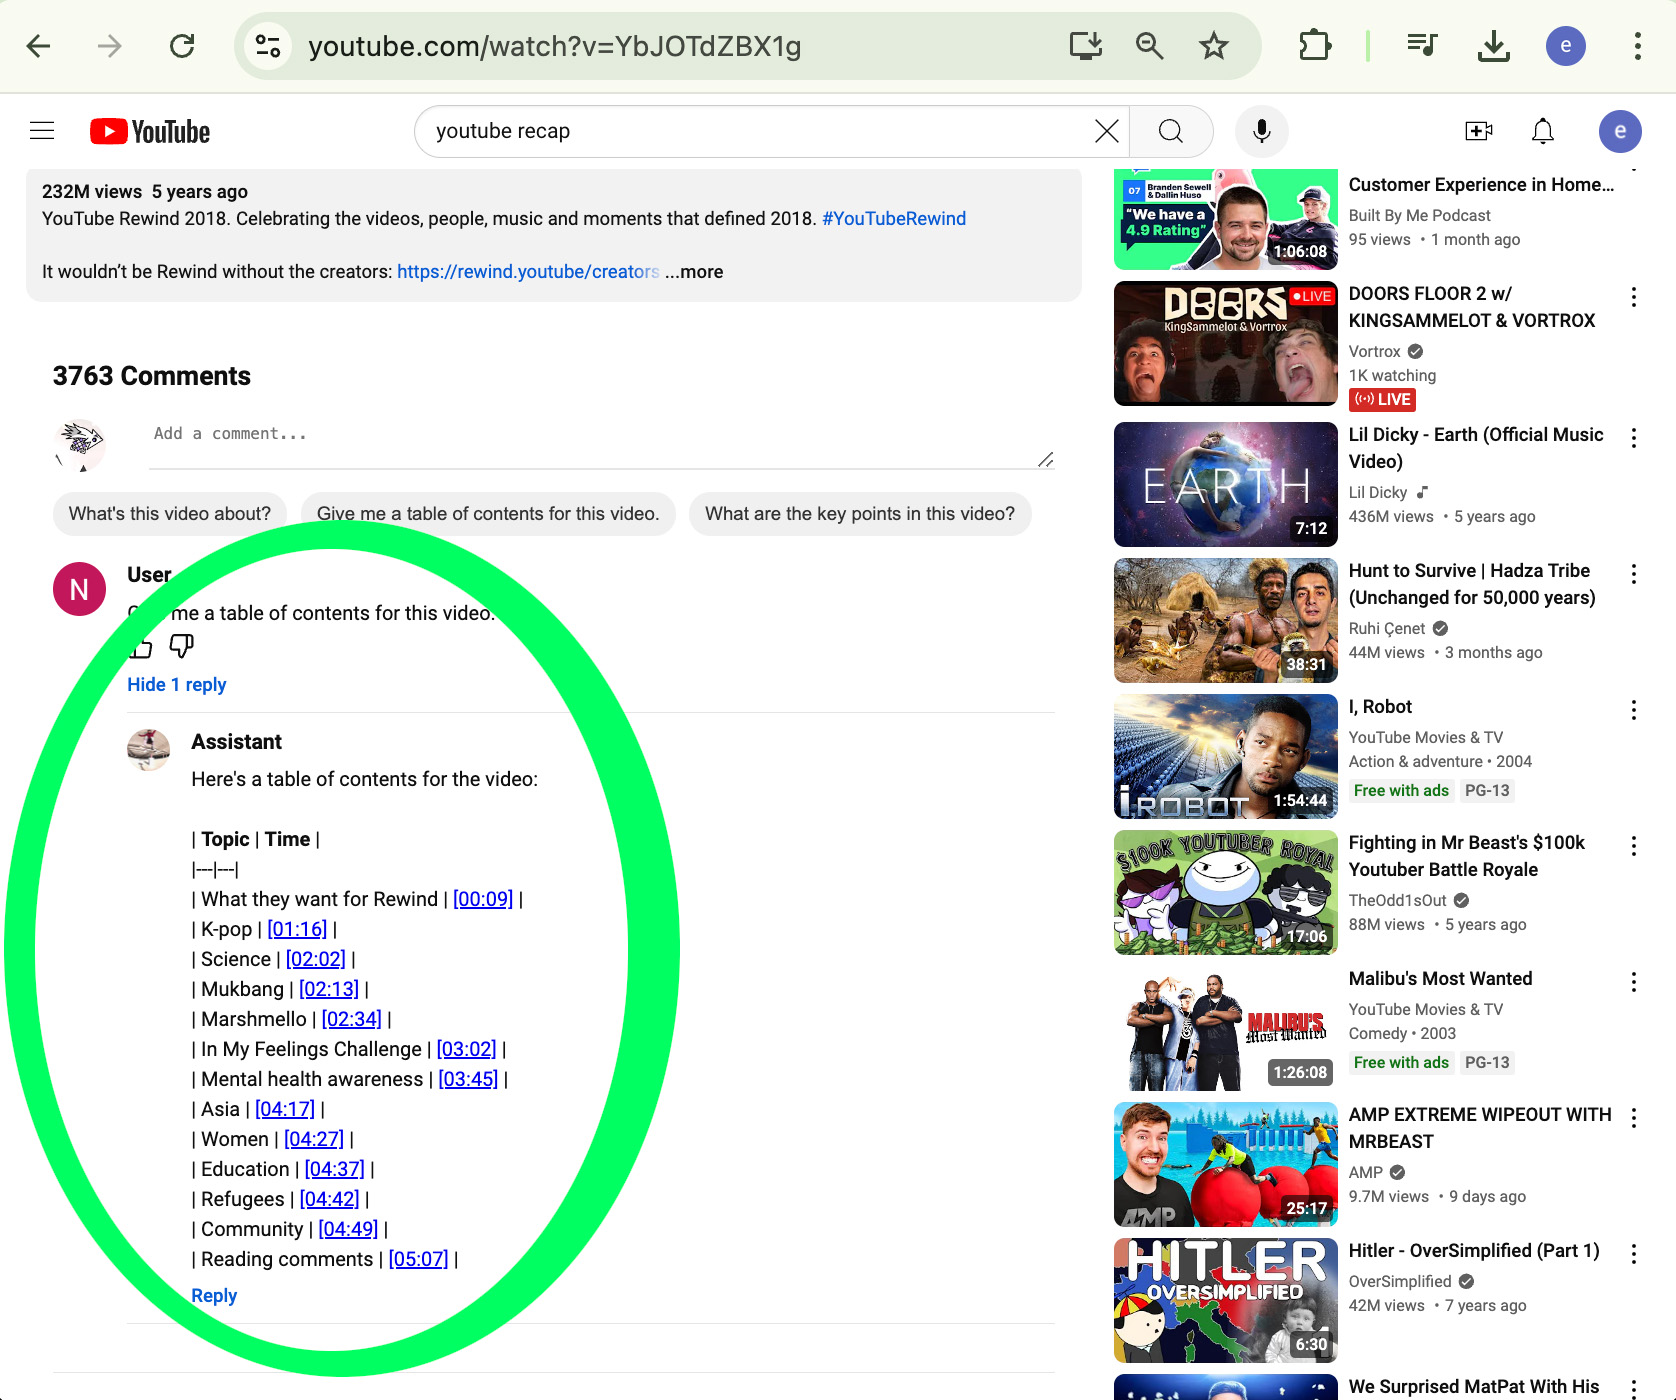 youtube.com/watch?v=YbJOTdZBX1g
e
YouTube
youtube recap
e
232M views 5 years ago
YouTube Rewind 2018. Celebrating the videos, people, music and moments that defined 2018. #YouTubeRewind
It wouldn’t be Rewind without the creators: https://rewind.youtube/creators ...more
3763 Comments
Add a comment...
What's this video about?
Give me a table of contents for this video.
What are the key points in this video?
N
User
me a table of contents for this video.
Hide 1 reply
Assistant
Here's a table of contents for the video:
| Topic | Time |
|---|---|
| What they want for Rewind | [00:09] |
| K-pop | [01:16] |
| Science | [02:02] |
| Mukbang | [02:13] |
| Marshmello | [02:34] |
| In My Feelings Challenge | [03:02] |
| Mental health awareness | [03:45] |
| Asia | [04:17] |
| Women | [04:27] |
| Education | [04:37] |
| Refugees | [04:42] |
| Community | [04:49] |
| Reading comments | [05:07] |
Reply
07 Branden Sewell & Dallin Huso
“We have a
4.9 Rating”
1:06:08
Customer Experience in Home...
Built By Me Podcast
95 views • 1 month ago
DOORS
KingSammelot & Vortrox
LIVE
DOORS FLOOR 2 w/
KINGSAMMELOT & VORTROX
Vortrox
1K watching
LIVE
EARTH
7:12
Lil Dicky - Earth (Official Music
Video)
Lil Dicky
436M views • 5 years ago
38:31
Hunt to Survive | Hadza Tribe
(Unchanged for 50,000 years)
Ruhi Çenet
44M views • 3 months ago
i,ROBOT
1:54:44
I, Robot
YouTube Movies & TV
Action & adventure • 2004
Free with ads PG-13
$100K YOUTUBER ROYAL
17:06
Fighting in Mr Beast's $100k
Youtuber Battle Royale
TheOdd1sOut
88M views • 5 years ago
MALIBU'S
Most Wanted
1:26:08
Malibu's Most Wanted
YouTube Movies & TV
Comedy • 2003
Free with ads PG-13
AMP
25:17
AMP EXTREME WIPEOUT WITH
MRBEAST
AMP
9.7M views • 9 days ago
HITLER
OVERSIMPLIFIED
6:30
Hitler - OverSimplified (Part 1)
OverSimplified
42M views • 7 years ago
We Surprised MatPat With His